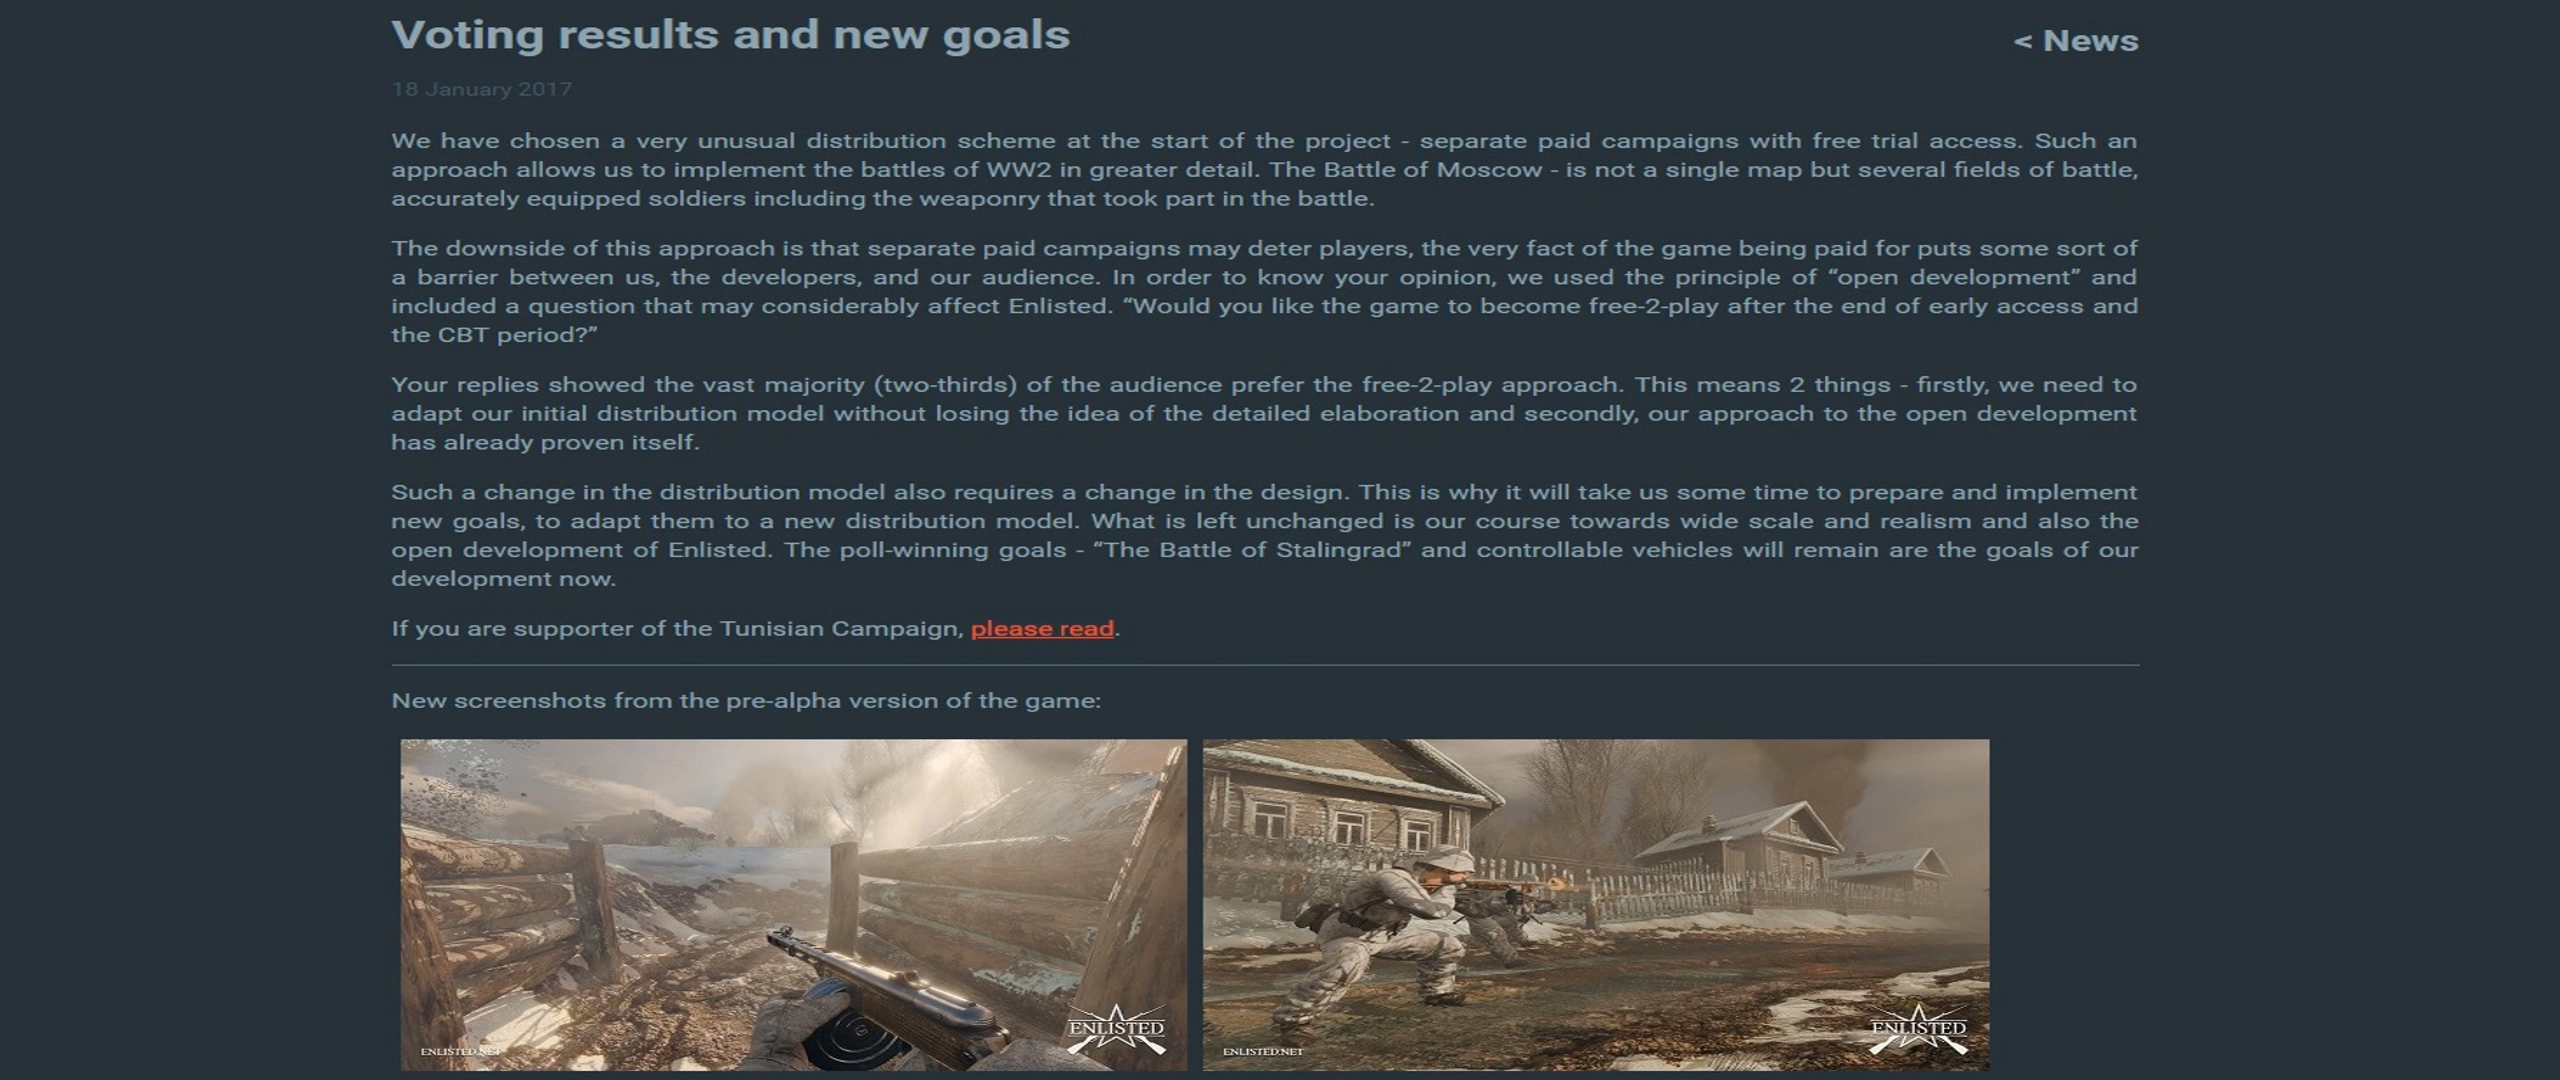 Voting results and new goals
< News
18 January 2017
We have chosen a very unusual distribution scheme at the start of the project - separate paid campaigns with free trial access. Such an
approach allows us to implement the battles of WW2 in greater detail. The Battle of Moscow - is not a single map but several fields of battle,
accurately equipped soldiers including the weaponry that took part in the battle.
The downside of this approach is that separate paid campaigns may deter players, the very fact of the game being paid for puts some sort of
a barrier between us, the developers, and our audience. In order to know your opinion, we used the principle of “open development” and
included a question that may considerably affect Enlisted. “Would you like the game to become free-2-play after the end of early access and
the CBT period?”
Your replies showed the vast majority (two-thirds) of the audience prefer the free-2-play approach. This means 2 things - firstly, we need to
adapt our initial distribution model without losing the idea of the detailed elaboration and secondly, our approach to the open development
has already proven itself.
Such a change in the distribution model also requires a change in the design. This is why it will take us some time to prepare and implement
new goals, to adapt them to a new distribution model. What is left unchanged is our course towards wide scale and realism and also the
open development of Enlisted. The poll-winning goals - “The Battle of Stalingrad” and controllable vehicles will remain are the goals of our
development now.
If you are supporter of the Tunisian Campaign, please read.
New screenshots from the pre-alpha version of the game:
ENLISTED
ENLISTED.NET
ENLISTED
ENLISTED.NET